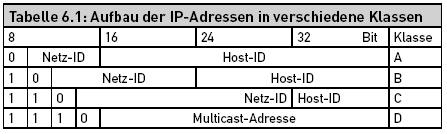 Tabelle 6.1: Aufbau der IP-Adressen in verschiedene Klassen
8 16 24 32 Bit Klasse
0 Netz-ID Host-ID A
1 0 Netz-ID Host-ID B
1 1 0 Netz-ID Host-ID C
1 1 1 0 Multicast-Adresse D